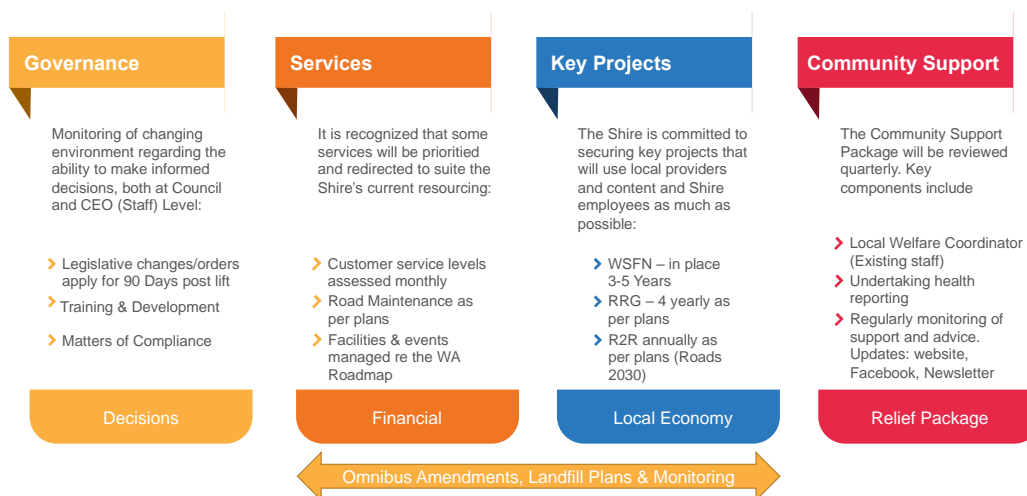 Governance
Monitoring of changing
environment regarding the
ability to make informed
decisions, both at Council
and CEO (Staff) Level:
Legislative changes/orders
apply for 90 Days post lift
Training & Development
Matters of Compliance
Decisions
Services
It is recognized that some
services will be prioritied
and redirected to suite the
Shire's current resourcing:
Customer service levels
assessed monthly
Road Maintenance as
per plans
Facilities & events
managed re the WA
Roadmap
Financial
Key Projects
The Shire is committed to
securing key projects that
will use local providers
and content and Shire
employees as much as
possible:
WSFN – in place
3-5 Years
RRG – 4 yearly as
per plans
R2R annually as
per plans (Roads
2030)
Local Economy
Community Support
The Community Support
Package will be reviewed
quarterly. Key
components include
Local Welfare Coordinator
(Existing staff)
Undertaking health
reporting
Regularly monitoring of
support and advice.
Updates: website,
Facebook, Newsletter
Relief Package
Omnibus Amendments, Landfill Plans & Monitoring